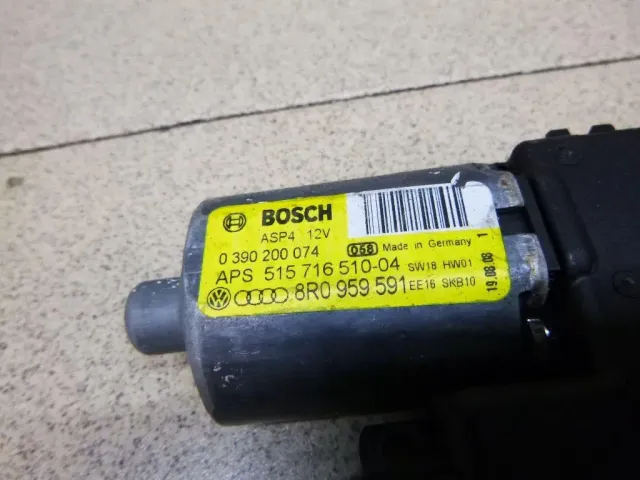 BOSCH
ASP4 12V
0 390 200 074 058 Made in Germany 1
APS 515 716 510-04 SW18 HW01
8R0 959 591 EE16 SKB10
19.08.08